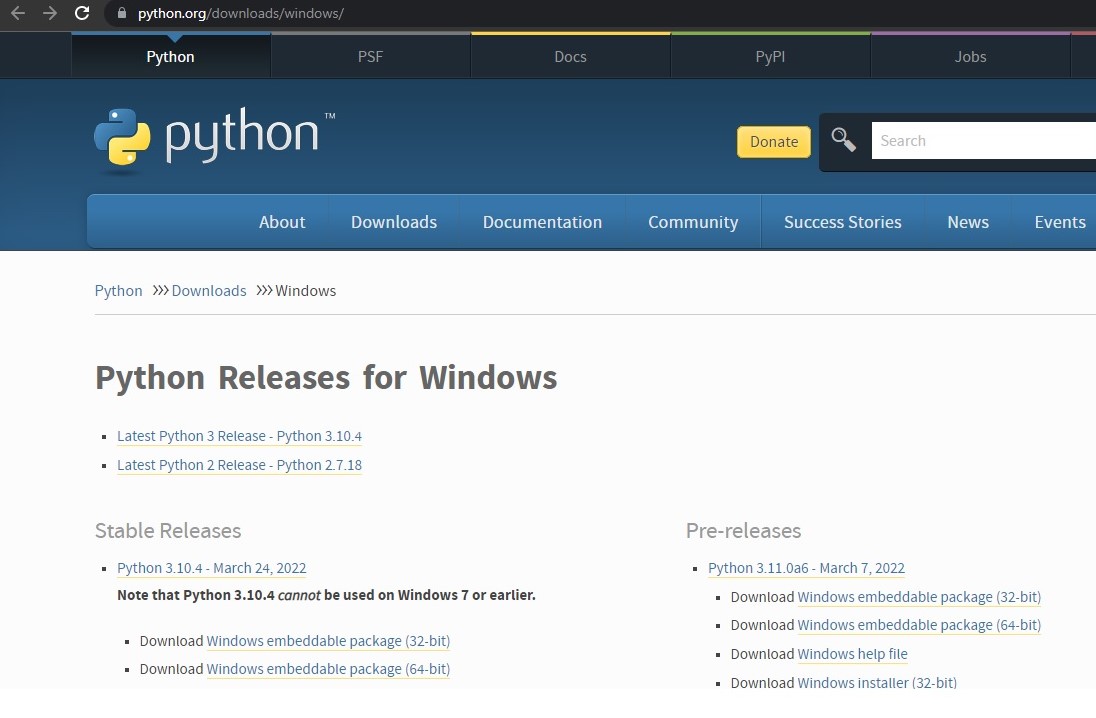 python.org/downloads/windows/
Python PSF Docs PyPI Jobs
python™
Donate
Search
About Downloads Documentation Community Success Stories News Events
Python >>> Downloads >>> Windows
Python Releases for Windows
Latest Python 3 Release - Python 3.10.4
Latest Python 2 Release - Python 2.7.18
Stable Releases
Python 3.10.4 - March 24, 2022
Note that Python 3.10.4 cannot be used on Windows 7 or earlier.
Download Windows embeddable package (32-bit)
Download Windows embeddable package (64-bit)
Pre-releases
Python 3.11.0a6 - March 7, 2022
Download Windows embeddable package (32-bit)
Download Windows embeddable package (64-bit)
Download Windows help file
Download Windows installer (32-bit)